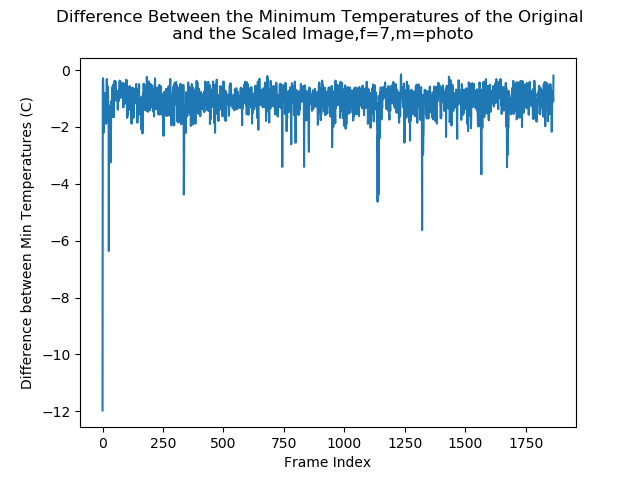 Difference Between the Minimum Temperatures of the Original
and the Scaled Image,f=7,m=photo
Difference between Min Temperatures (C)
0
−2
−4
−6
−8
−10
−12
0 250 500 750 1000 1250 1500 1750
Frame Index